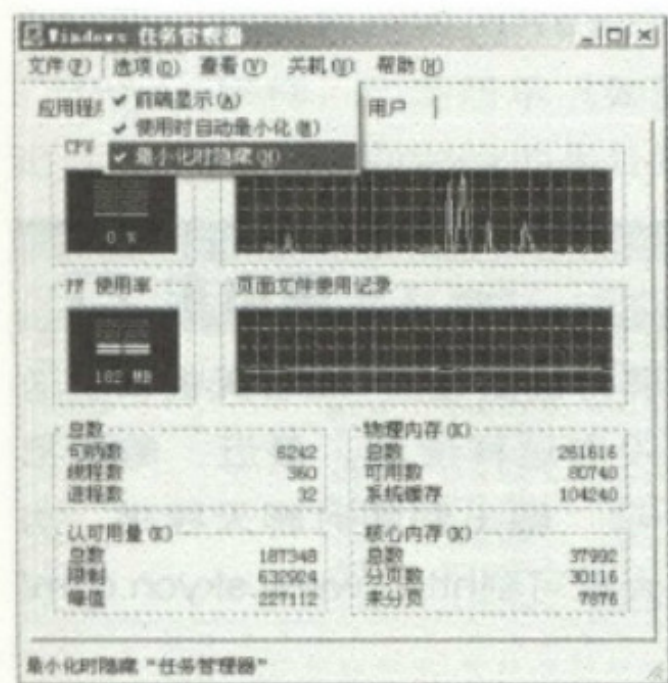 Windows 任务管理器
文件(F) 选项(O) 查看(V) 关机(U) 帮助(H)
应用程 用户
✓ 前端显示(A)
✓ 使用时自动最小化(M)
✓ 最小化时隐藏(H)
CPU
0 %
PF 使用率 页面文件使用记录
182 MB
总数
句柄数 6242
线程数 360
进程数 32
物理内存(K)
总数 261616
可用数 80740
系统缓存 104240
认可用量(K)
总数 187348
限制 632924
峰值 227112
核心内存(K)
总数 37992
分页数 30116
未分页 7876
最小化时隐藏“任务管理器”